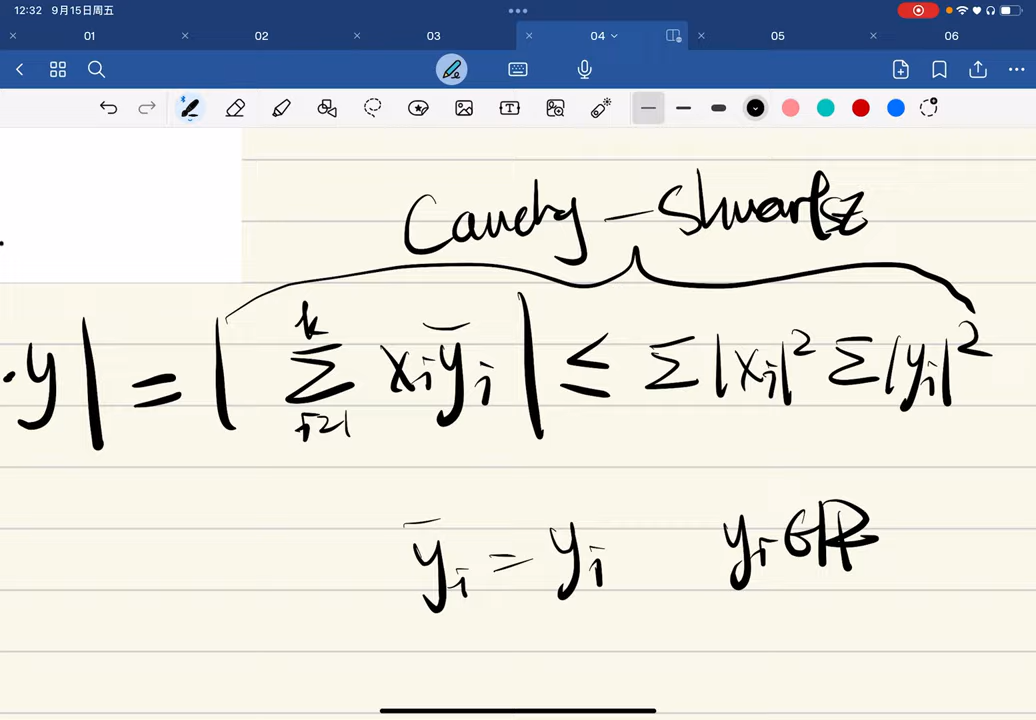 12:32 9月15日周五
01 02 03 04 05 06
Cauchy - Shwartz
· y| = | k ∑ i=1 x_i ȳ_i | ≤ ∑ |x_i|² ∑ |y_i|²
ȳ_i = y_i y_i ∈ ℝ